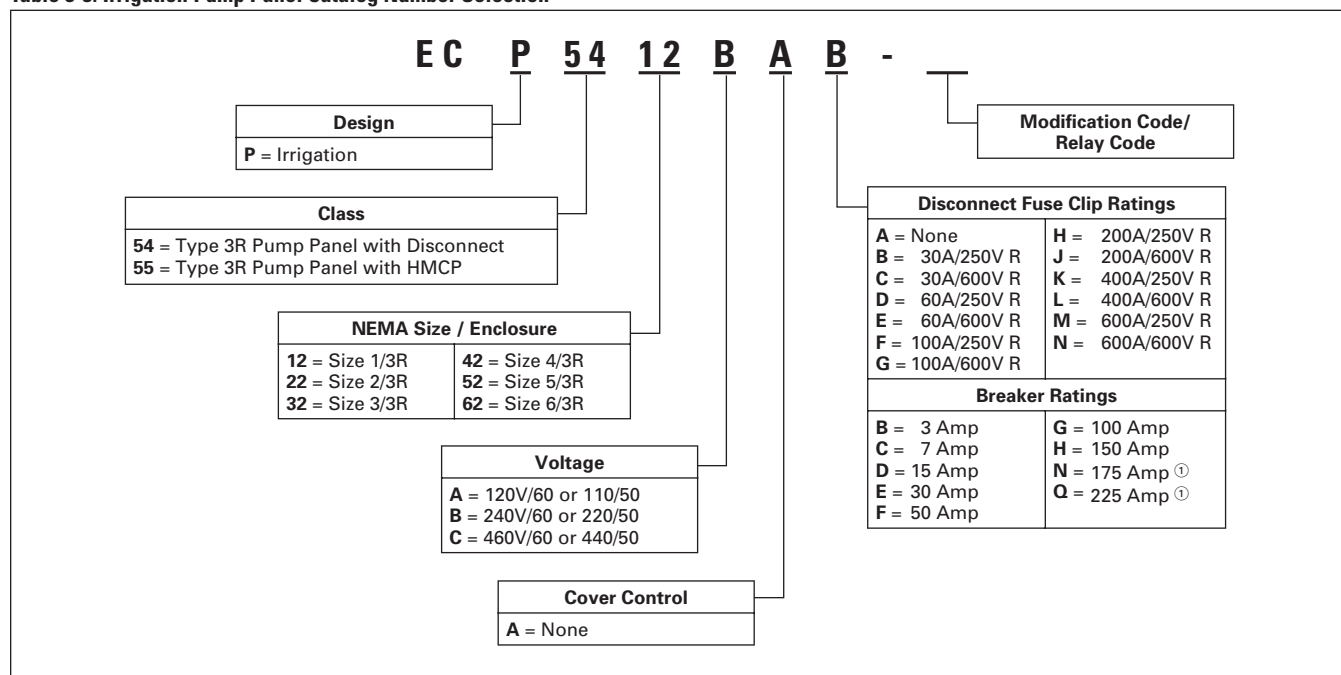 Table 3-3. Irrigation Pump Panel Catalog Number Selection
EC P 54 12 B A B - __
Design
P = Irrigation
Modification Code/
Relay Code
Class
54 = Type 3R Pump Panel with Disconnect
55 = Type 3R Pump Panel with HMCP
Disconnect Fuse Clip Ratings
A = None
B = 30A/250V R
C = 30A/600V R
D = 60A/250V R
E = 60A/600V R
F = 100A/250V R
G = 100A/600V R
H = 200A/250V R
J = 200A/600V R
K = 400A/250V R
L = 400A/600V R
M = 600A/250V R
N = 600A/600V R
NEMA Size / Enclosure
12 = Size 1/3R
22 = Size 2/3R
32 = Size 3/3R
42 = Size 4/3R
52 = Size 5/3R
62 = Size 6/3R
Breaker Ratings
B = 3 Amp
C = 7 Amp
D = 15 Amp
E = 30 Amp
F = 50 Amp
G = 100 Amp
H = 150 Amp
N = 175 Amp ①
Q = 225 Amp ①
Voltage
A = 120V/60 or 110/50
B = 240V/60 or 220/50
C = 460V/60 or 440/50
Cover Control
A = None